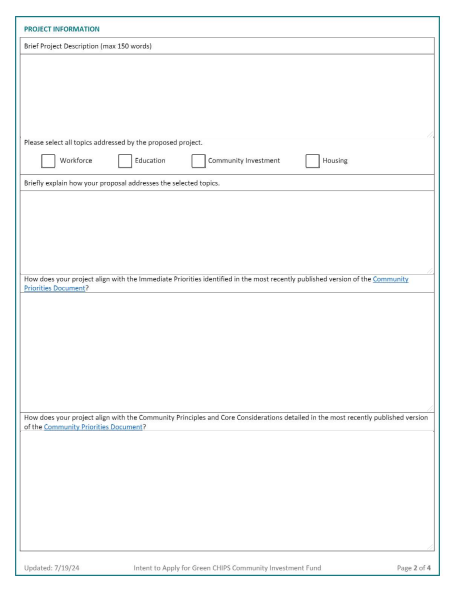 PROJECT INFORMATION
Brief Project Description (max 150 words)
Please select all topics addressed by the proposed project.
Workforce Education Community Investment Housing
Briefly explain how your proposal addresses the selected topics.
How does your project align with the Immediate Priorities identified in the most recently published version of the Community
Priorities Document?
How does your project align with the Community Principles and Core Considerations detailed in the most recently published version
of the Community Priorities Document?
Updated: 7/19/24 Intent to Apply for Green CHIPS Community Investment Fund Page 2 of 4